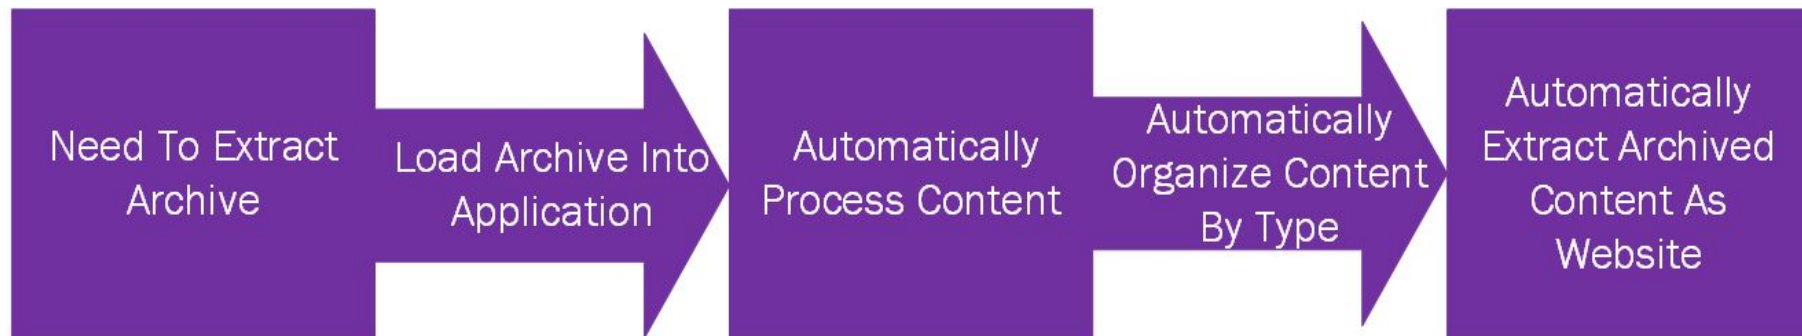 Need To Extract
Archive
Load Archive Into
Application
Automatically
Process Content
Automatically
Organize Content
By Type
Automatically
Extract Archived
Content As
Website